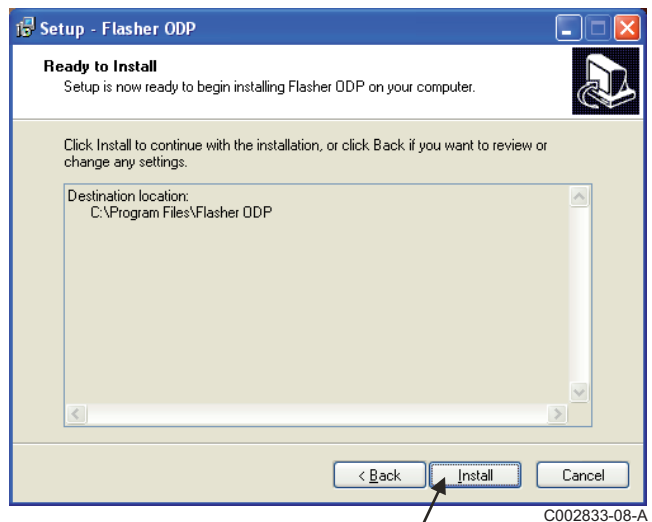 Setup - Flasher ODP
Ready to Install
Setup is now ready to begin installing Flasher ODP on your computer.
Click Install to continue with the installation, or click Back if you want to review or
change any settings.
Destination location:
C:\Program Files\Flasher ODP
< Back
Install
Cancel
C002833-08-A